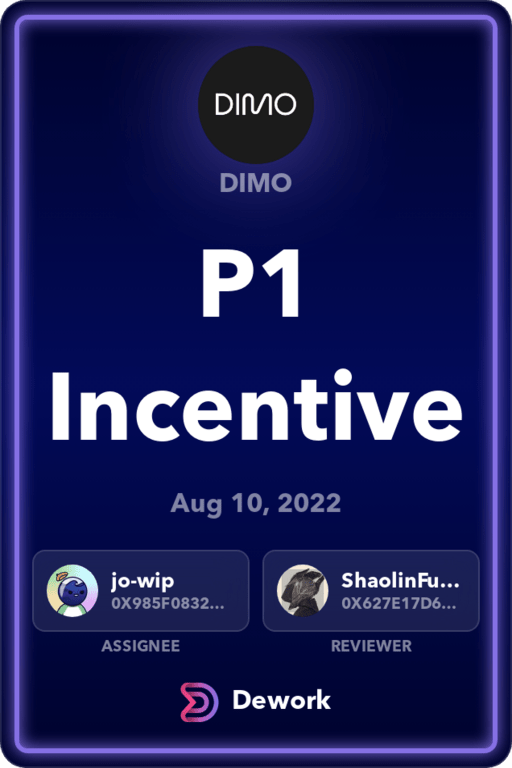 DIMO
DIMO
P1
Incentive
Aug 10, 2022
jo-wip
0X985F0832...
ShaolinFu...
0X627E17D6...
ASSIGNEE
REVIEWER
Dework